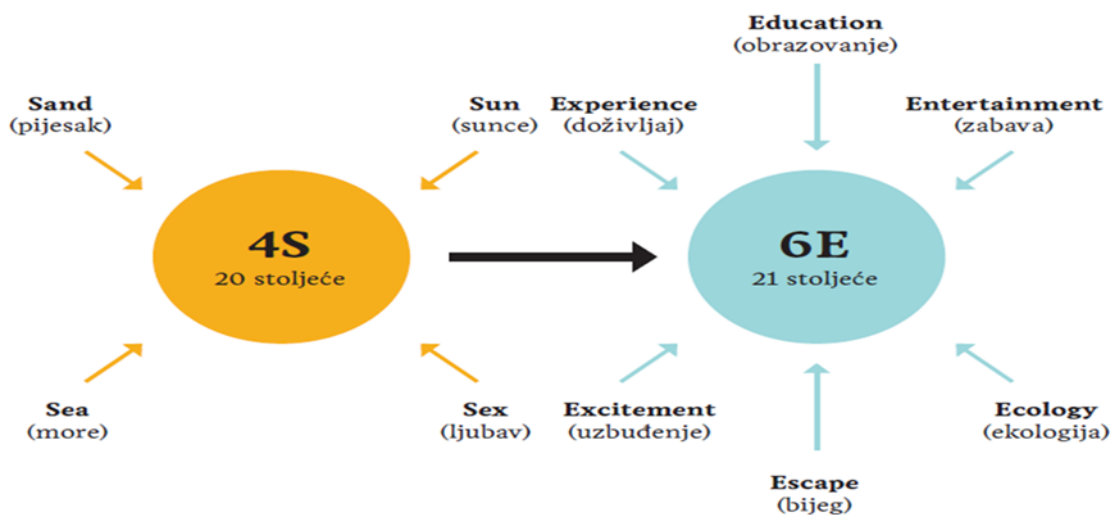 Education
(obrazovanje)
Sand
(pijesak)
Sun
(sunce)
Experience
(doživljaj)
Entertainment
(zabava)
4S
20 stoljeće
6E
21 stoljeće
Sea
(more)
Sex
(ljubav)
Excitement
(uzbuđenje)
Ecology
(ekologija)
Escape
(bijeg)